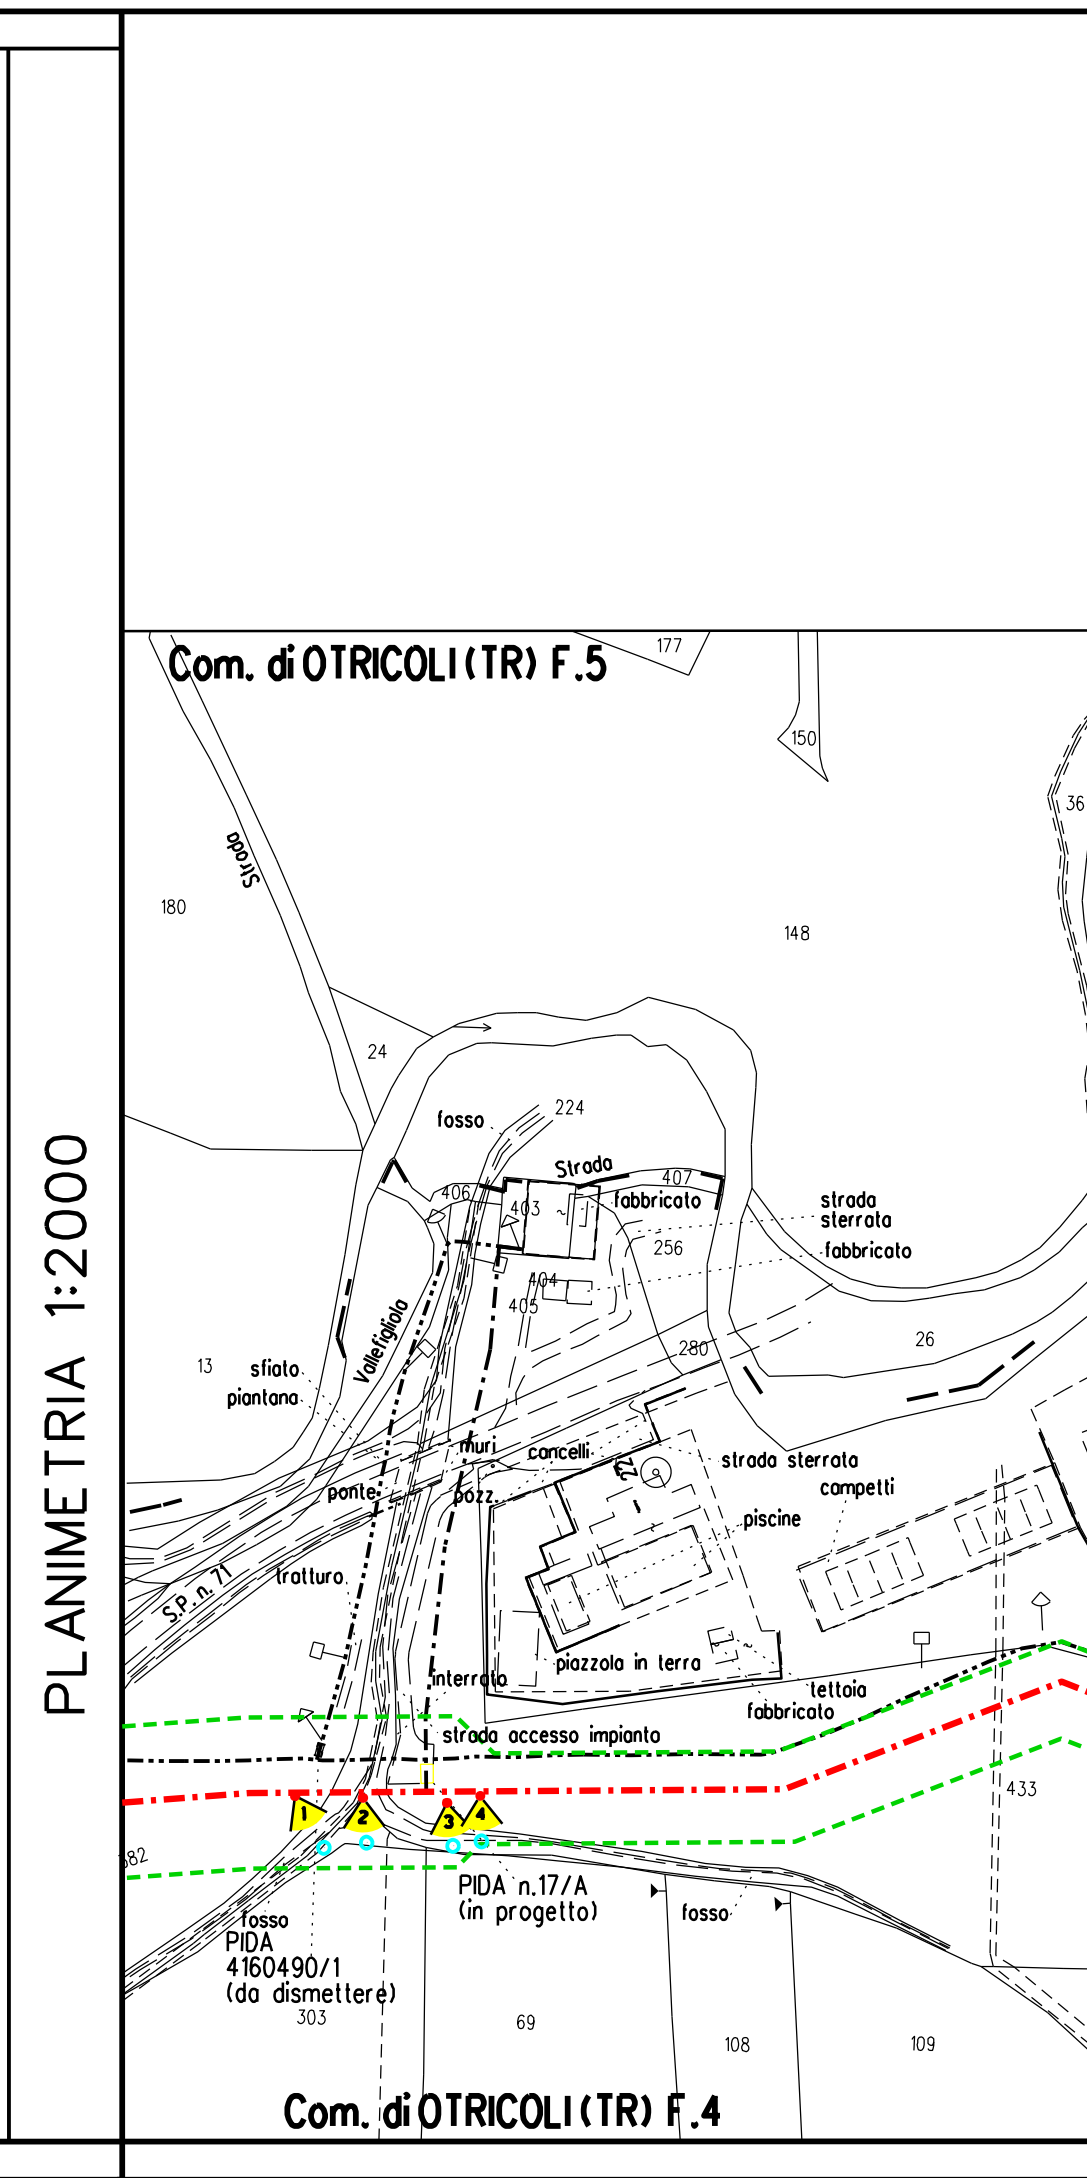 PLANIMETRIA 1:2000
Com. di OTRICOLI (TR) F.5
177
150
36
Strada
180
148
24
224
fosso
Strada
407
406
403
fabbricato
strada
sterrata
256
fabbricato
404
405
Vallefigliola
13
sfiato
piantana
280
26
muri
cancelli
22
strada sterrata
campetti
ponte
pozz.
piscine
S.P. n. 71
tratturo
piazzola in terra
interrato
tettoia
fabbricato
strada accesso impianto
433
1
2
3
4
382
PIDA n.17/A
(in progetto)
fosso
fosso
PIDA
4160490/1
(da dismettere)
303
69
108
109
Com. di OTRICOLI (TR) F.4